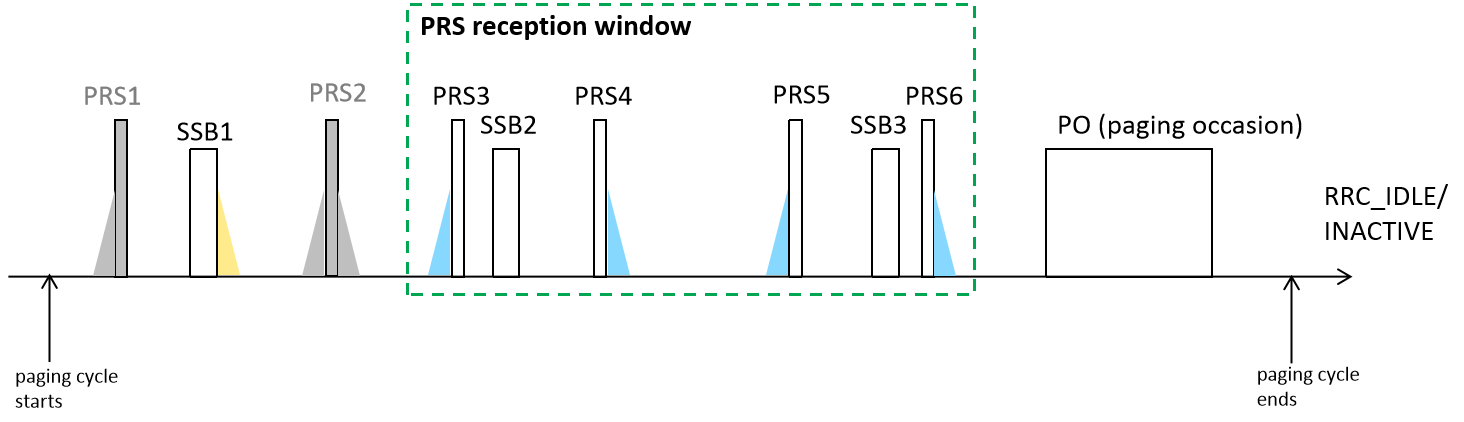 PRS reception window
PRS1
PRS2
PRS3
PRS4
PRS5
PRS6
SSB1
SSB2
SSB3
PO (paging occasion)
RRC_IDLE/
INACTIVE
paging cycle
starts
paging cycle
ends